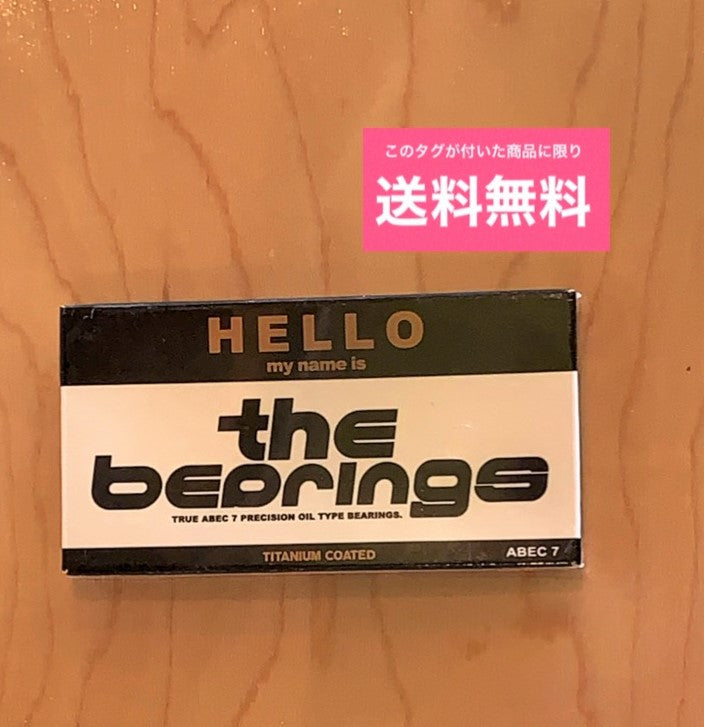 このタグが付いた商品に限り
送料無料
HELLO
my name is
the
bearings
TRUE ABEC 7 PRECISION OIL TYPE BEARINGS.
TITANIUM COATED
ABEC 7